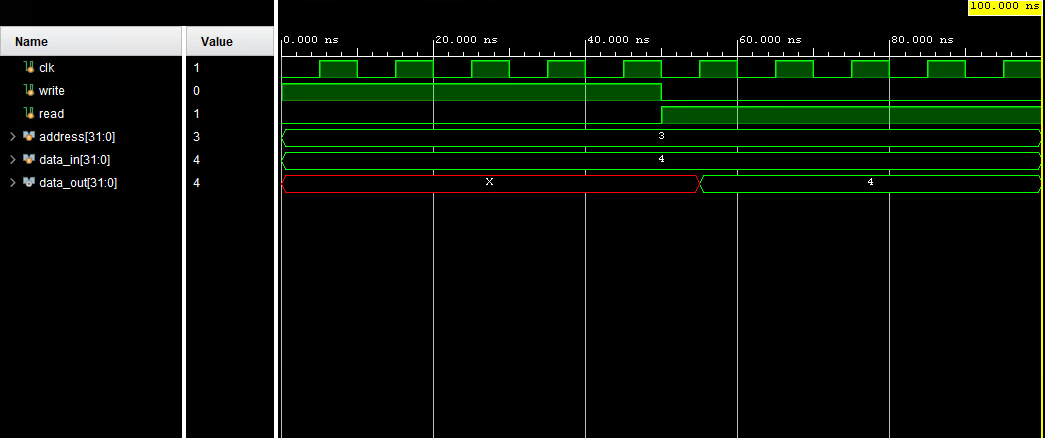 100.000 ns
Name Value
0.000 ns 20.000 ns 40.000 ns 60.000 ns 80.000 ns
clk 1
write 0
read 1
address[31:0] 3 3
data_in[31:0] 4 4
data_out[31:0] 4 X 4